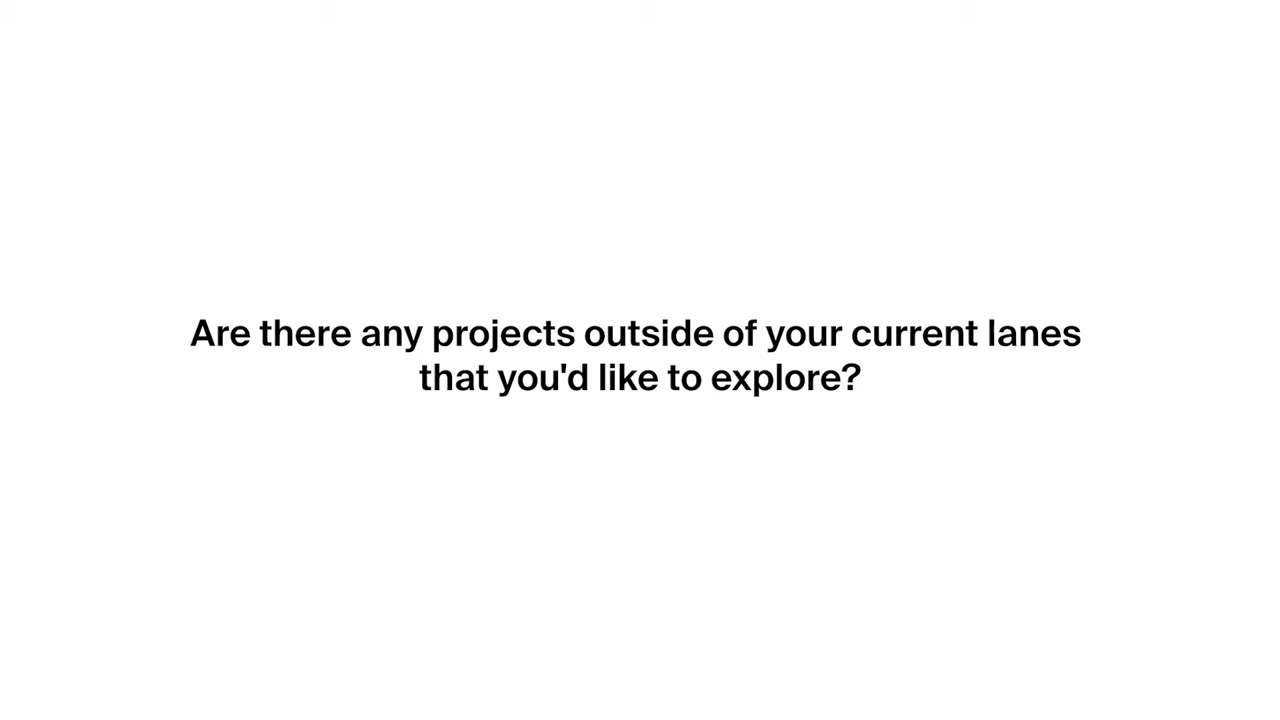 Are there any projects outside of your current lanes
that you'd like to explore?